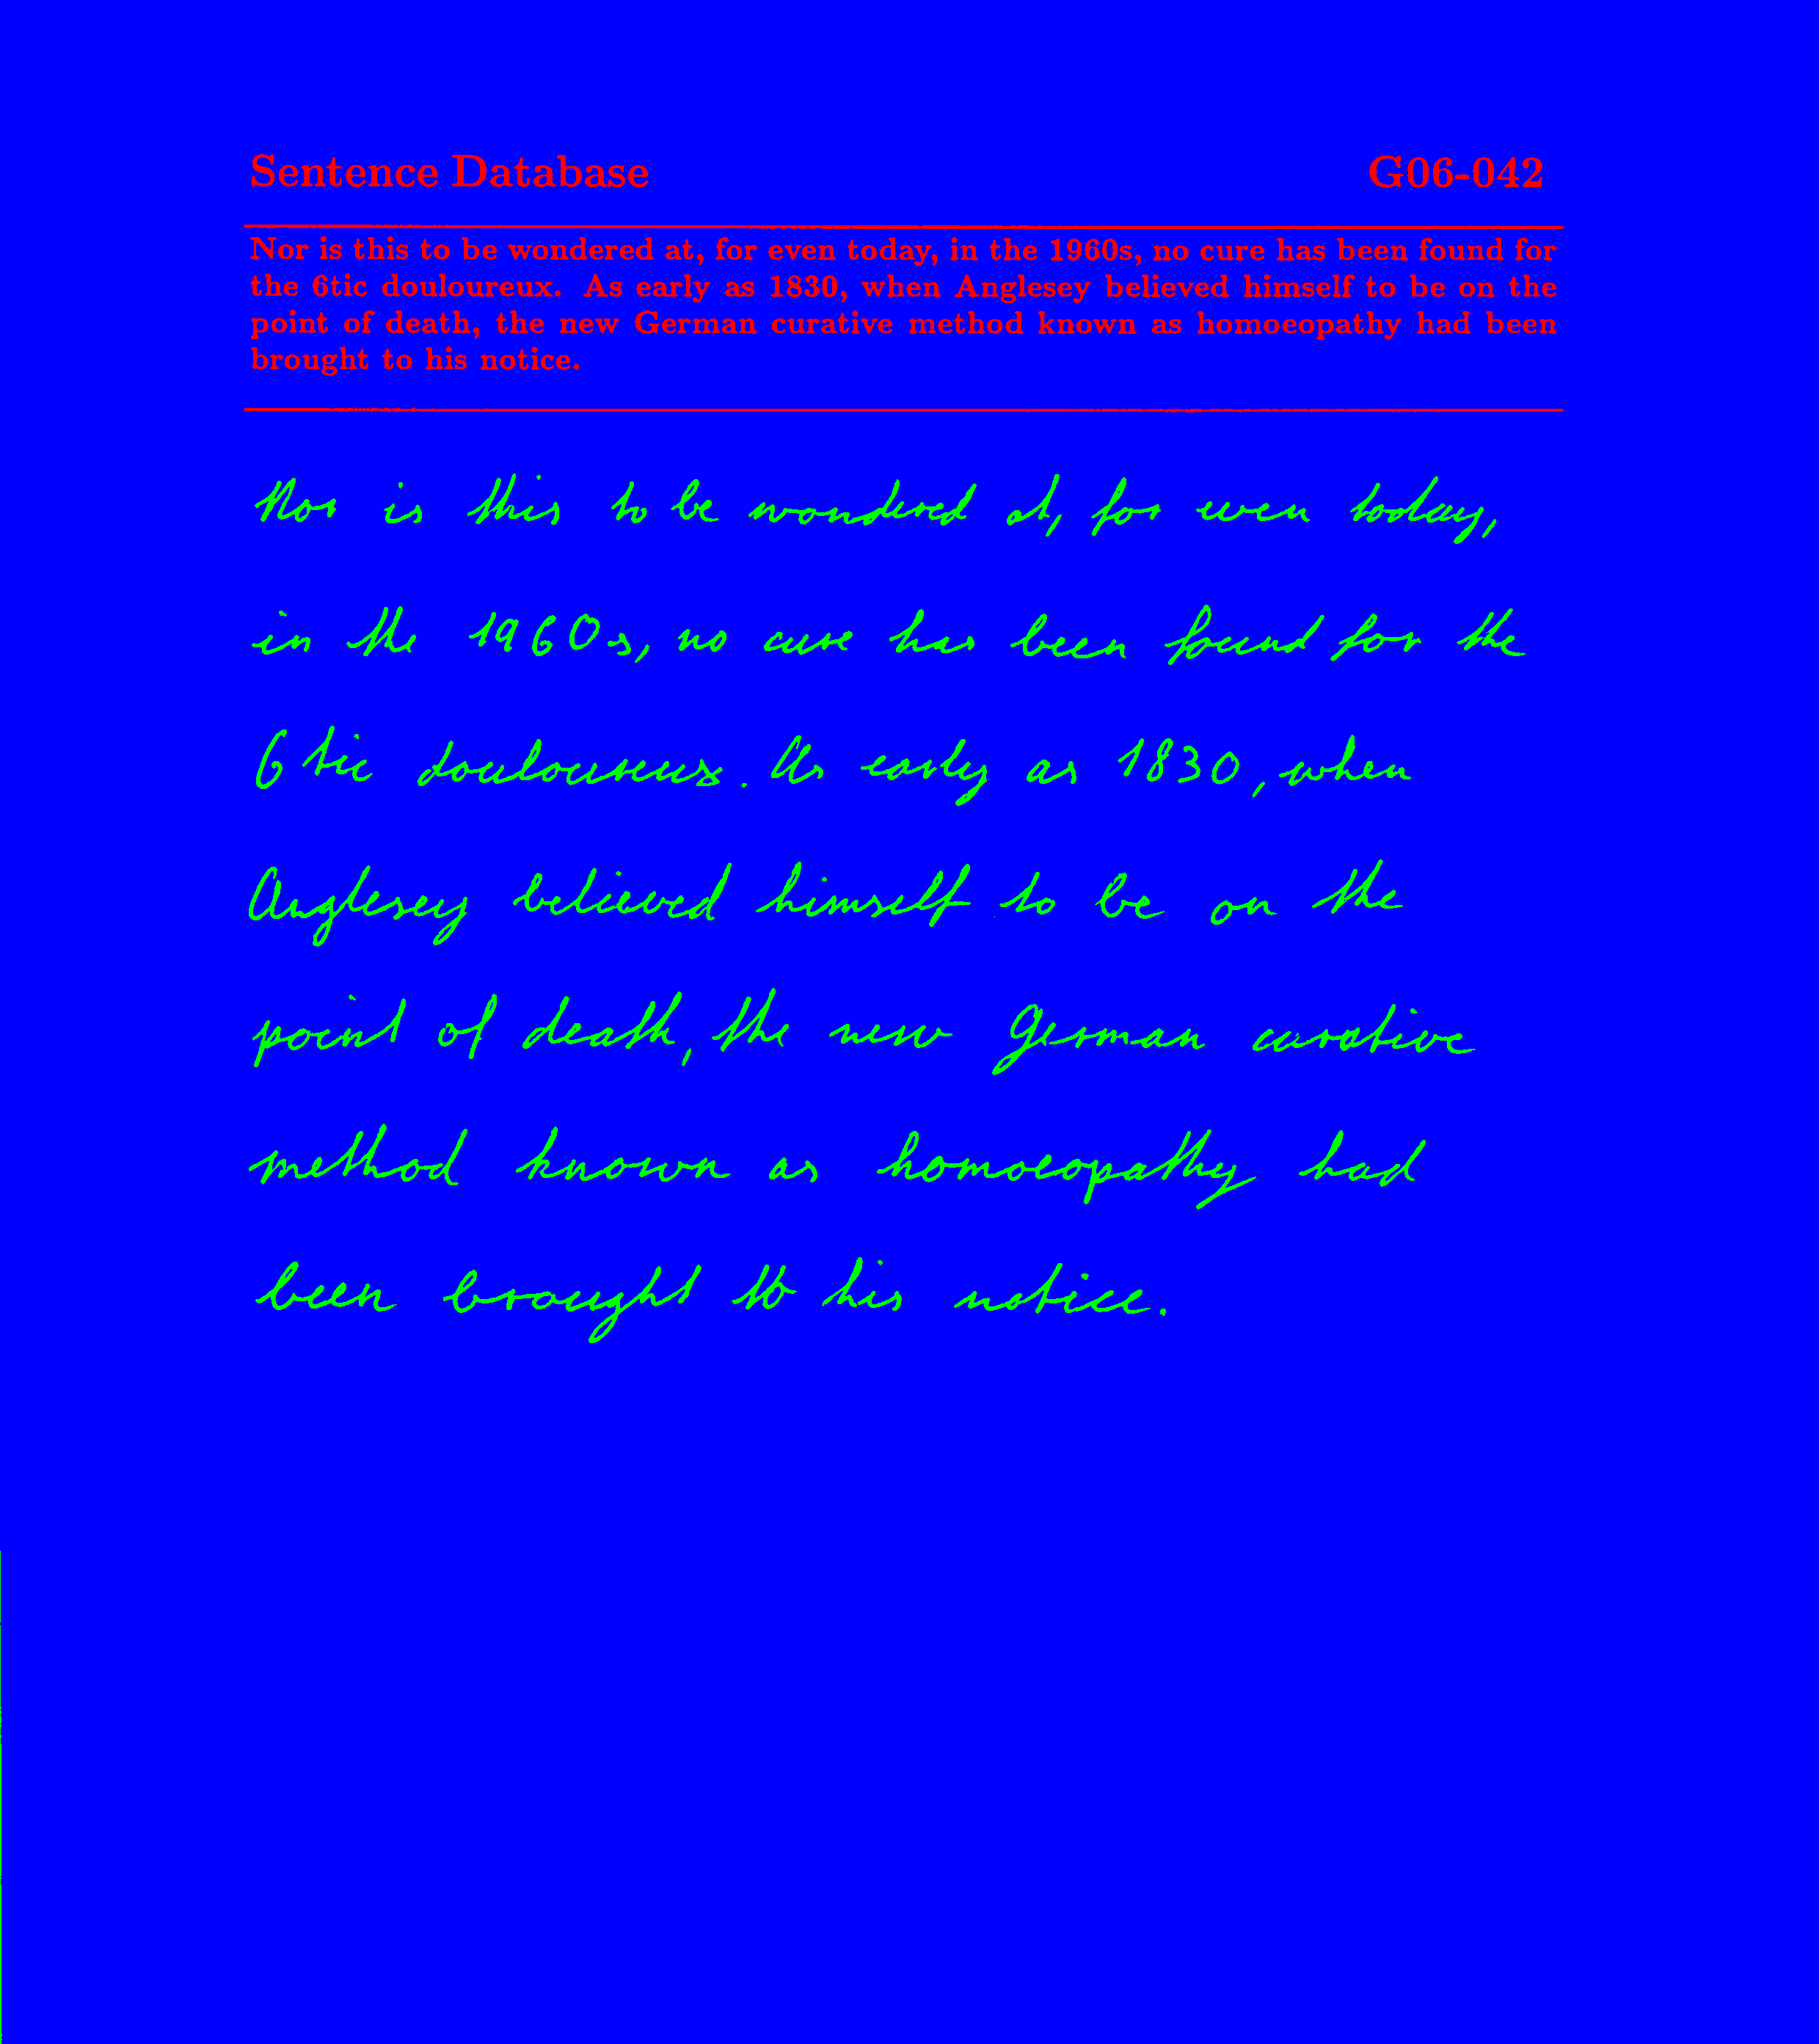 Sentence Database G06-042
Nor is this to be wondered at, for even today, in the 1960s, no cure has been found for
the 6tic douloureux. As early as 1830, when Anglesey believed himself to be on the
point of death, the new German curative method known as homoeopathy had been
brought to his notice.
Nor is this to be wondered at, for even today,
in the 1960s, no cure has been found for the
6tic douloureux. As early as 1830, when
Anglesey believed himself to be on the
point of death, the new German curative
method known as homoeopathy had
been brought to his notice.